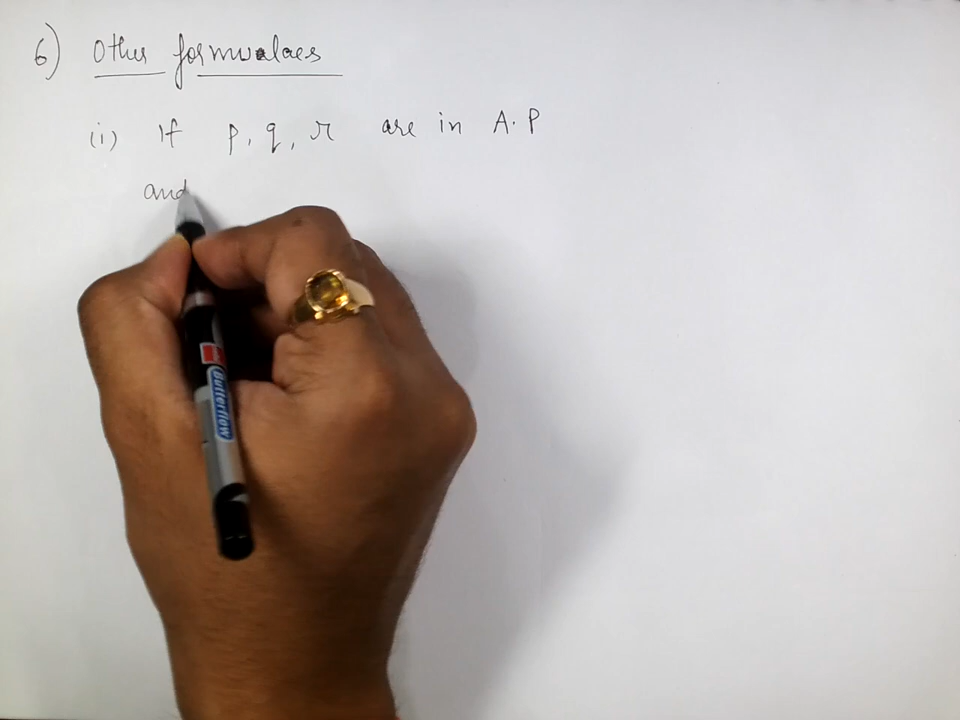 6) Other formulaes
(i) If p, q, r are in A.P
and
Butterflow